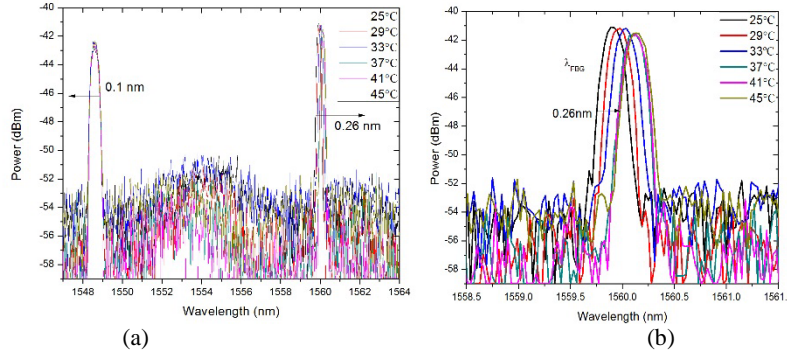 -40
-42
-44
-46
-48
-50
-52
-54
-56
-58
Power (dBm)
1548 1550 1552 1554 1556 1558 1560 1562 1564
Wavelength (nm)
0.1 nm
0.26 nm
25°C
29°C
33°C
37°C
41°C
45°C
(a)
-40
-42
-44
-46
-48
-50
-52
-54
-56
-58
Power (dBm)
1558.5 1559.0 1559.5 1560.0 1560.5 1561.0 1561.
Wavelength (nm)
λFBG
0.26nm
25°C
29°C
33°C
37°C
41°C
45°C
(b)